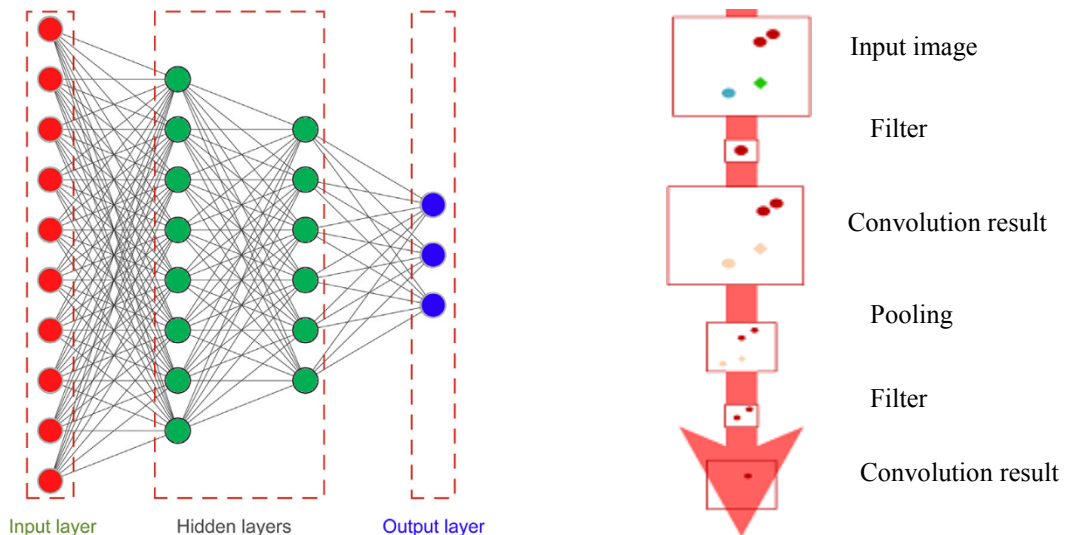 Input layer
Hidden layers
Output layer
Input image
Filter
Convolution result
Pooling
Filter
Convolution result